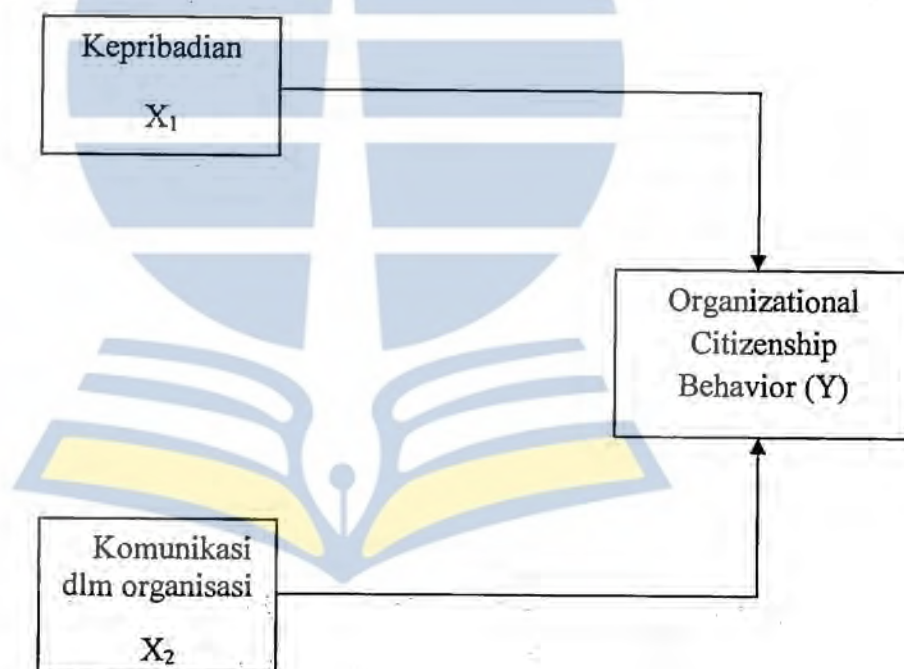 Kepribadian
X₁
Organizational
Citizenship
Behavior (Y)
Komunikasi
dlm organisasi
X₂